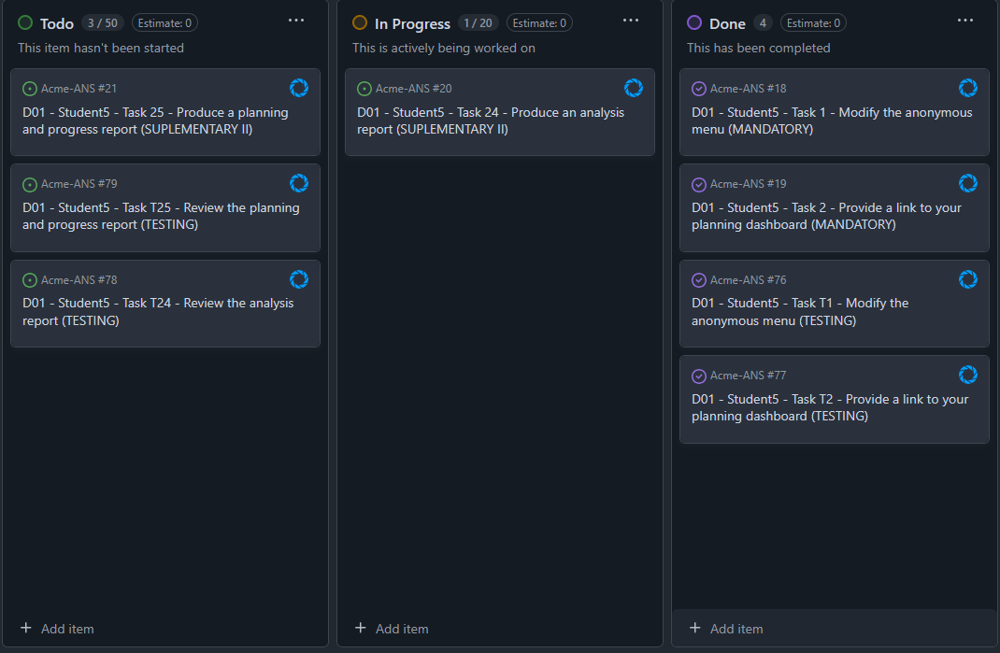 Todo 3 / 50 Estimate: 0
This item hasn't been started
Acme-ANS #21
D01 - Student5 - Task 25 - Produce a planning
and progress report (SUPLEMENTARY II)
Acme-ANS #79
D01 - Student5 - Task T25 - Review the planning
and progress report (TESTING)
Acme-ANS #78
D01 - Student5 - Task T24 - Review the analysis
report (TESTING)
Add item
In Progress 1 / 20 Estimate: 0
This is actively being worked on
Acme-ANS #20
D01 - Student5 - Task 24 - Produce an analysis
report (SUPLEMENTARY II)
Add item
Done 4 Estimate: 0
This has been completed
Acme-ANS #18
D01 - Student5 - Task 1 - Modify the anonymous
menu (MANDATORY)
Acme-ANS #19
D01 - Student5 - Task 2 - Provide a link to your
planning dashboard (MANDATORY)
Acme-ANS #76
D01 - Student5 - Task T1 - Modify the
anonymous menu (TESTING)
Acme-ANS #77
D01 - Student5 - Task T2 - Provide a link to your
planning dashboard (TESTING)
Add item